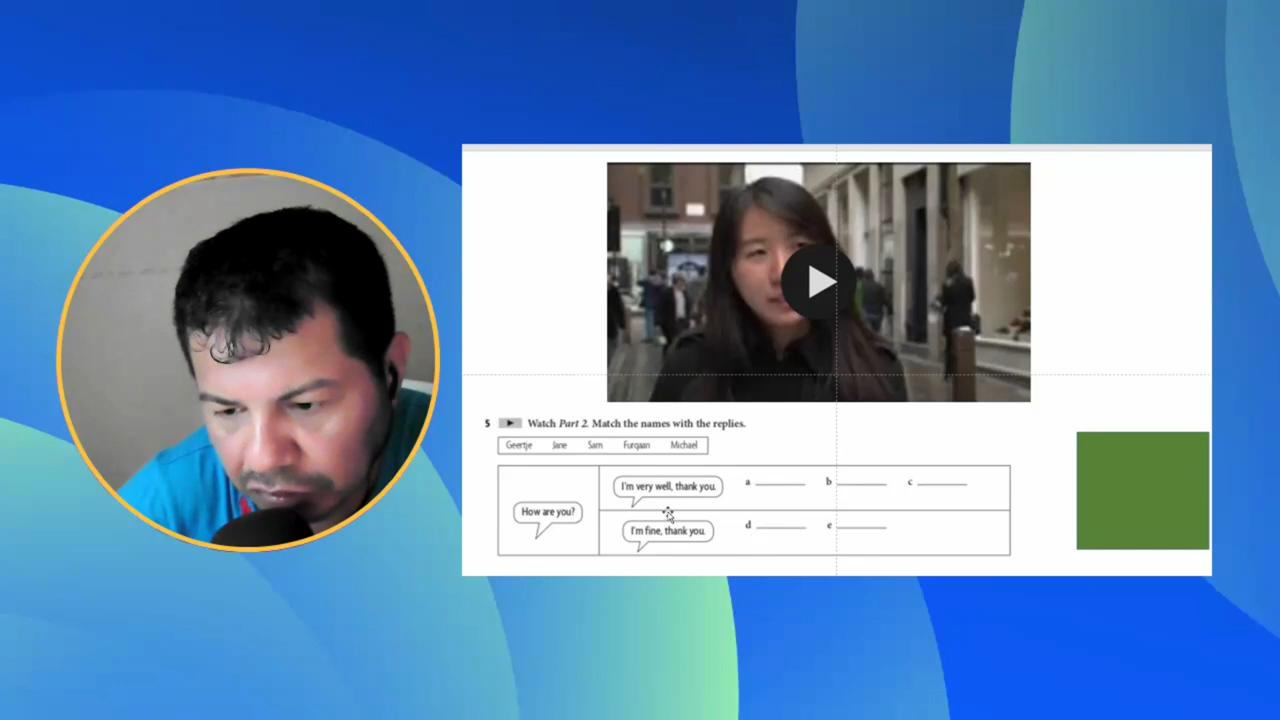 5 Watch Part 2. Match the names with the replies.
Geertje Jane Sam Furqaan Michael
How are you?
I'm very well, thank you. a b c
I'm fine, thank you. d e